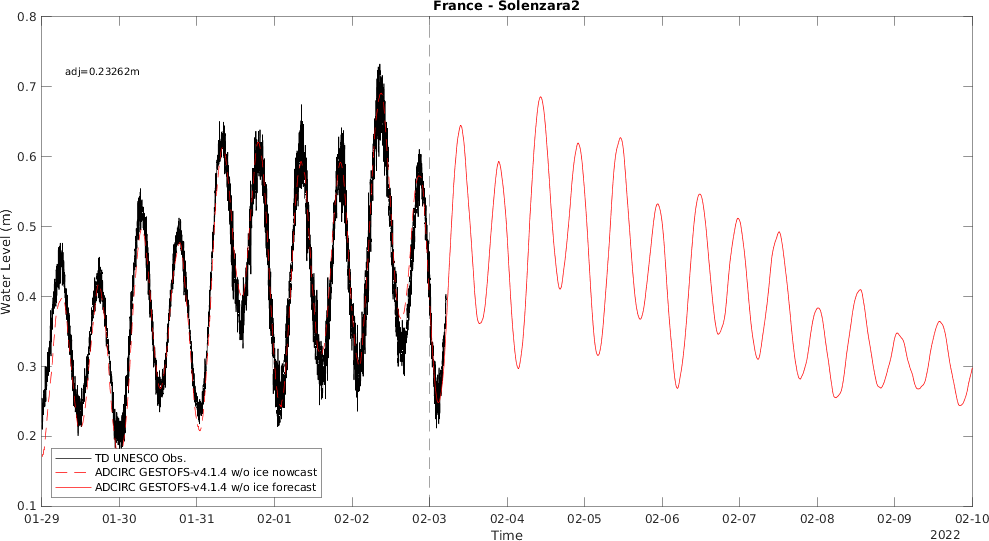 France - Solenzara2
adj=0.23262m
0.8
0.7
0.6
0.5
0.4
0.3
0.2
0.1
Water Level (m)
TD UNESCO Obs.
ADCIRC GESTOFS-v4.1.4 w/o ice nowcast
ADCIRC GESTOFS-v4.1.4 w/o ice forecast
01-29 01-30 01-31 02-01 02-02 02-03 02-04 02-05 02-06 02-07 02-08 02-09 02-10
Time
2022